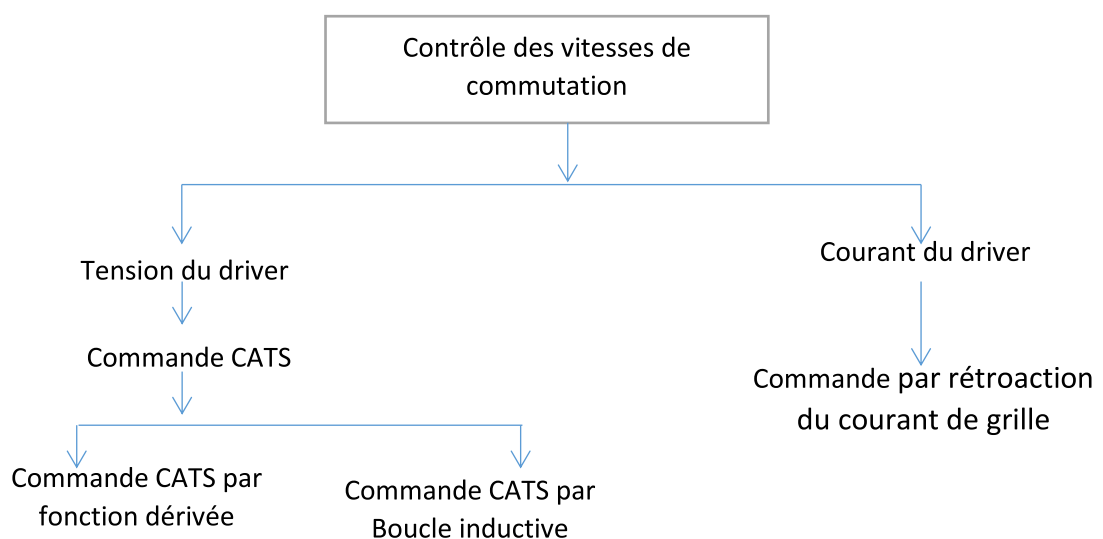 Contrôle des vitesses de
commutation
Tension du driver
Courant du driver
Commande CATS
Commande par rétroaction
du courant de grille
Commande CATS par
fonction dérivée
Commande CATS par
Boucle inductive